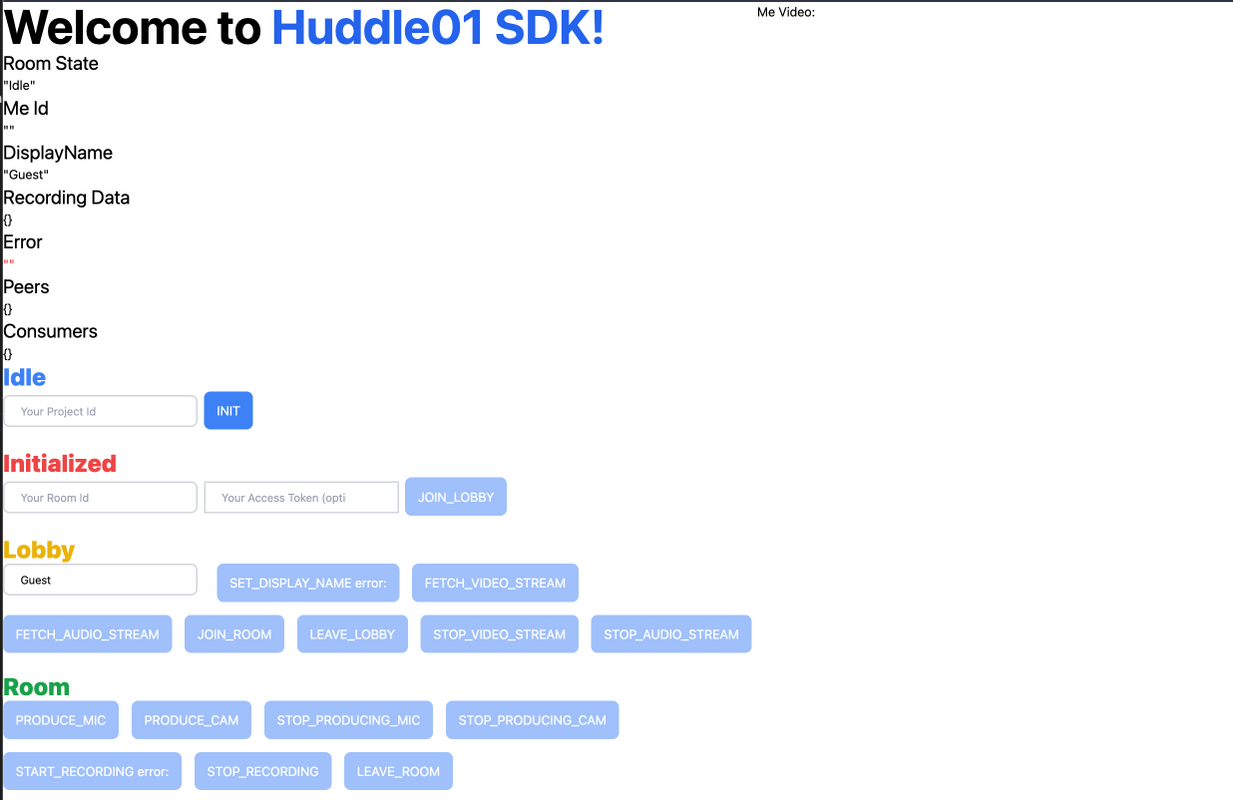 Welcome to Huddle01 SDK!
Me Video:
Room State
"Idle"
Me Id
""
DisplayName
"Guest"
Recording Data
{}
Error
""
Peers
{}
Consumers
{}
Idle
Your Project Id INIT
Initialized
Your Room Id Your Access Token (opti JOIN_LOBBY
Lobby
Guest SET_DISPLAY_NAME error: FETCH_VIDEO_STREAM
FETCH_AUDIO_STREAM JOIN_ROOM LEAVE_LOBBY STOP_VIDEO_STREAM STOP_AUDIO_STREAM
Room
PRODUCE_MIC PRODUCE_CAM STOP_PRODUCING_MIC STOP_PRODUCING_CAM
START_RECORDING error: STOP_RECORDING LEAVE_ROOM